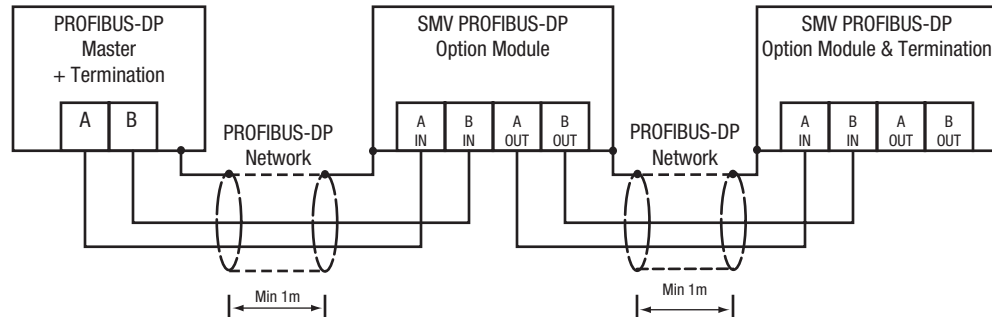 PROFIBUS-DP
Master
+ Termination
A B
PROFIBUS-DP
Network
Min 1m
SMV PROFIBUS-DP
Option Module
A IN
B IN
A OUT
B OUT
PROFIBUS-DP
Network
Min 1m
SMV PROFIBUS-DP
Option Module & Termination
A IN
B IN
A OUT
B OUT